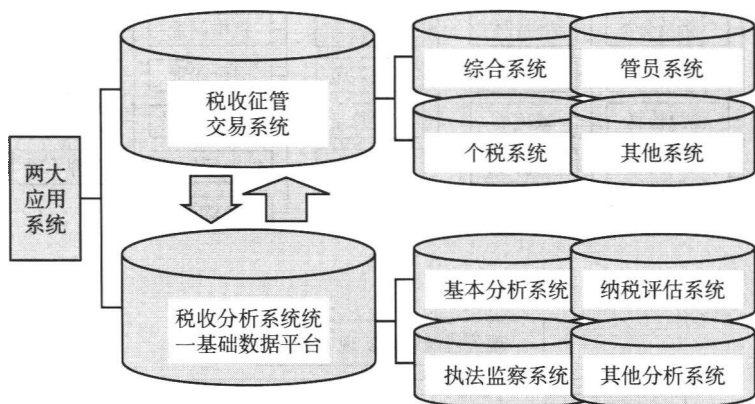 两大
应用
系统
税收征管
交易系统
综合系统
管员系统
个税系统
其他系统
税收分析系统统
一基础数据平台
基本分析系统
纳税评估系统
执法监察系统
其他分析系统